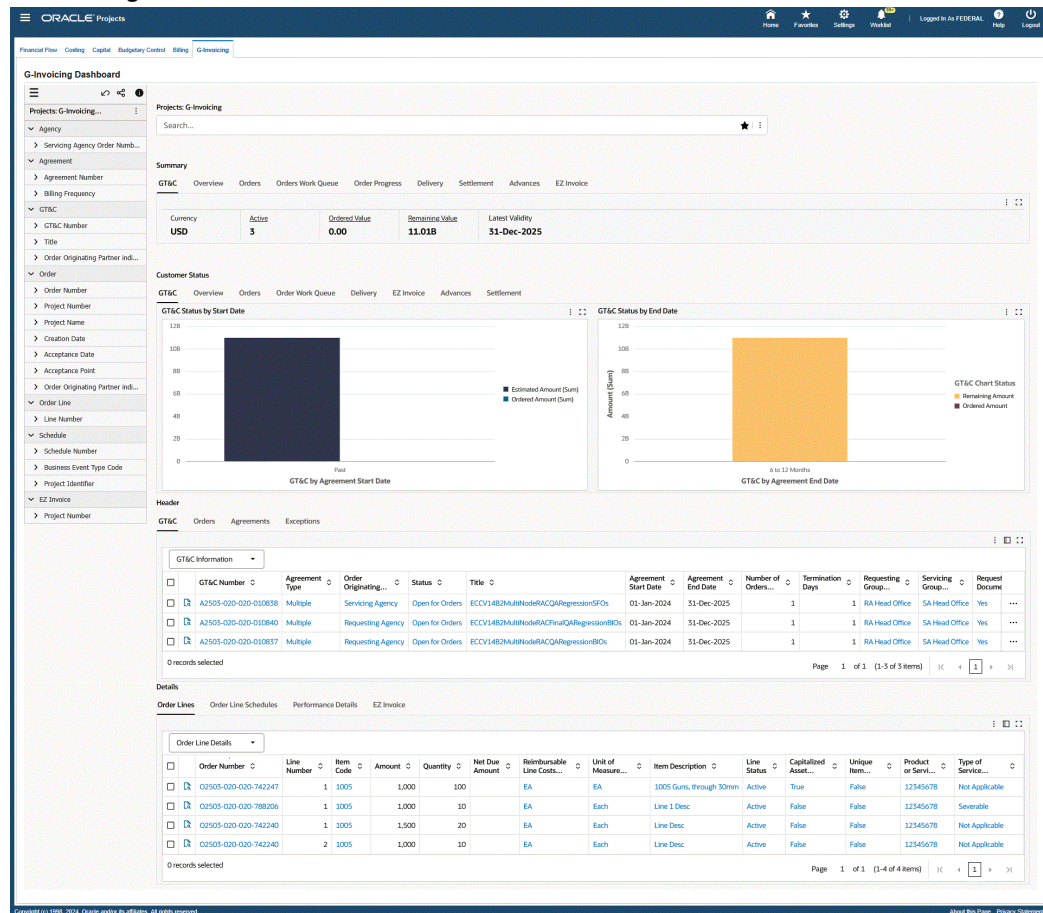 ORACLE Projects
Home Favorites Settings Worklist Logged In As FEDERAL Help Logout
Financial Flow Costing Capital Budgetary Control Billing G-Invoicing
G-Invoicing Dashboard
Projects: G-Invoicing...
Agency
Servicing Agency Order Numb...
Agreement
Agreement Number
Billing Frequency
GT&C
GT&C Number
Title
Order Originating Partner indi...
Order
Order Number
Project Number
Project Name
Creation Date
Acceptance Date
Acceptance Point
Order Originating Partner indi...
Order Line
Line Number
Schedule
Schedule Number
Business Event Type Code
Project Identifier
EZ Invoice
Project Number
Projects: G-Invoicing
Search...
Summary
GT&C Overview Orders Orders Work Queue Order Progress Delivery Settlement Advances EZ Invoice
Currency Active Ordered Value Remaining Value Latest Validity
USD 3 0.00 11.01B 31-Dec-2025
Customer Status
GT&C Overview Orders Order Work Queue Delivery EZ Invoice Advances Settlement
GT&C Status by Start Date
12B
10B
8B
6B
4B
2B
0
Past
GT&C by Agreement Start Date
Estimated Amount (Sum)
Ordered Amount (Sum)
GT&C Status by End Date
Amount (Sum)
12B
10B
8B
6B
4B
2B
0
6 to 12 Months
GT&C by Agreement End Date
GT&C Chart Status
Remaining Amount
Ordered Amount
Header
GT&C Orders Agreements Exceptions
GT&C Information
GT&C Number Agreement Type Order Originating... Status Title Agreement Start Date Agreement End Date Number of Orders... Termination Days Requesting Group... Servicing Group... Request Docume
A2503-020-020-010838 Multiple Servicing Agency Open for Orders ECCV14B2MultiNodeRACQARegressionSFOs 01-Jan-2024 31-Dec-2025 1 1 RA Head Office SA Head Office Yes ...
A2503-020-020-010840 Multiple Requesting Agency Open for Orders ECCV14B2MultiNodeRACFinalQARegressionBIOs 01-Jan-2024 31-Dec-2025 1 1 RA Head Office SA Head Office Yes ...
A2503-020-020-010837 Multiple Requesting Agency Open for Orders ECCV14B2MultiNodeRACQARegressionBIOs 01-Jan-2024 31-Dec-2025 1 1 RA Head Office SA Head Office Yes ...
0 records selected
Page 1 of 1 (1-3 of 3 items) 1
Details
Order Lines Order Line Schedules Performance Details EZ Invoice
Order Line Details
Order Number Line Number Item Code Amount Quantity Net Due Amount Reimbursable Line Costs... Unit of Measure... Item Description Line Status Capitalized Asset... Unique Item... Product or Servi... Type of Service...
O2503-020-020-742247 1 1005 1,000 100 EA EA 1005 Guns, through 30mm Active True False 12345678 Not Applicable
O2503-020-020-788206 1 1005 1,000 10 EA Each Line 1 Desc Active False False 12345678 Severable
O2503-020-020-742240 1 1005 1,500 20 EA Each Line Desc Active False False 12345678 Not Applicable
O2503-020-020-742240 2 1005 1,000 10 EA Each Line Desc Active False False 12345678 Not Applicable
0 records selected
Page 1 of 1 (1-4 of 4 items) 1
Copyright (c) 1998, 2024, Oracle and/or its affiliates. All rights reserved. About this Page Privacy Statement